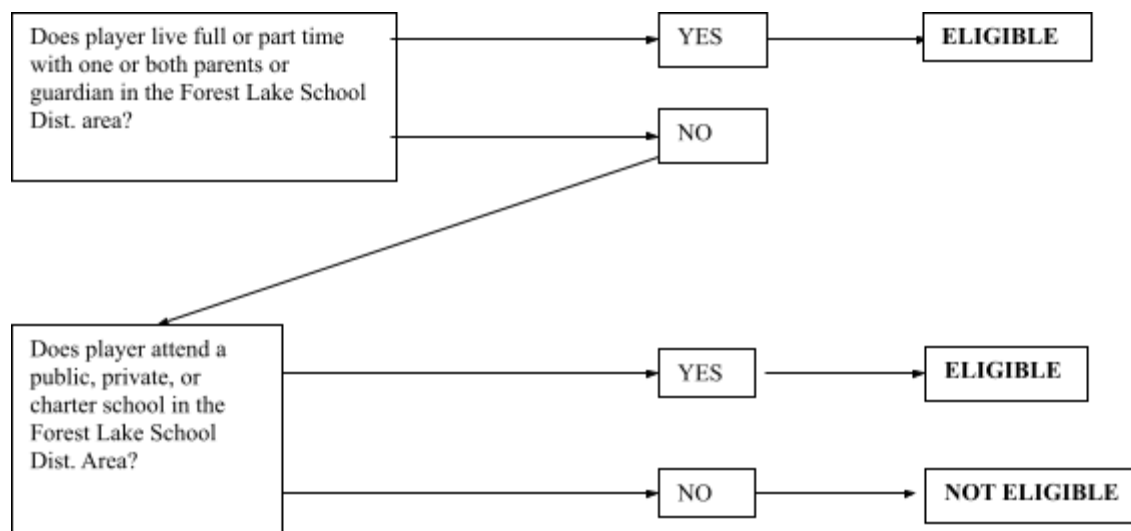 Does player live full or part time
with one or both parents or
guardian in the Forest Lake School
Dist. area?
YES
ELIGIBLE
NO
Does player attend a
public, private, or
charter school in the
Forest Lake School
Dist. Area?
YES
ELIGIBLE
NO
NOT ELIGIBLE